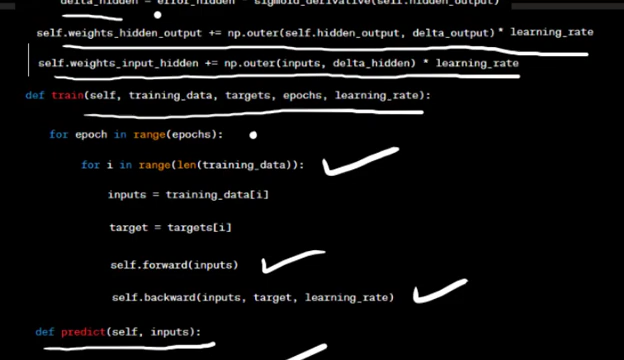 delta_hidden = error_hidden * sigmoid_derivative(self.hidden_output)
self.weights_hidden_output += np.outer(self.hidden_output, delta_output) * learning_rate
self.weights_input_hidden += np.outer(inputs, delta_hidden) * learning_rate
def train(self, training_data, targets, epochs, learning_rate):
for epoch in range(epochs):
for i in range(len(training_data)):
inputs = training_data[i]
target = targets[i]
self.forward(inputs)
self.backward(inputs, target, learning_rate)
def predict(self, inputs):